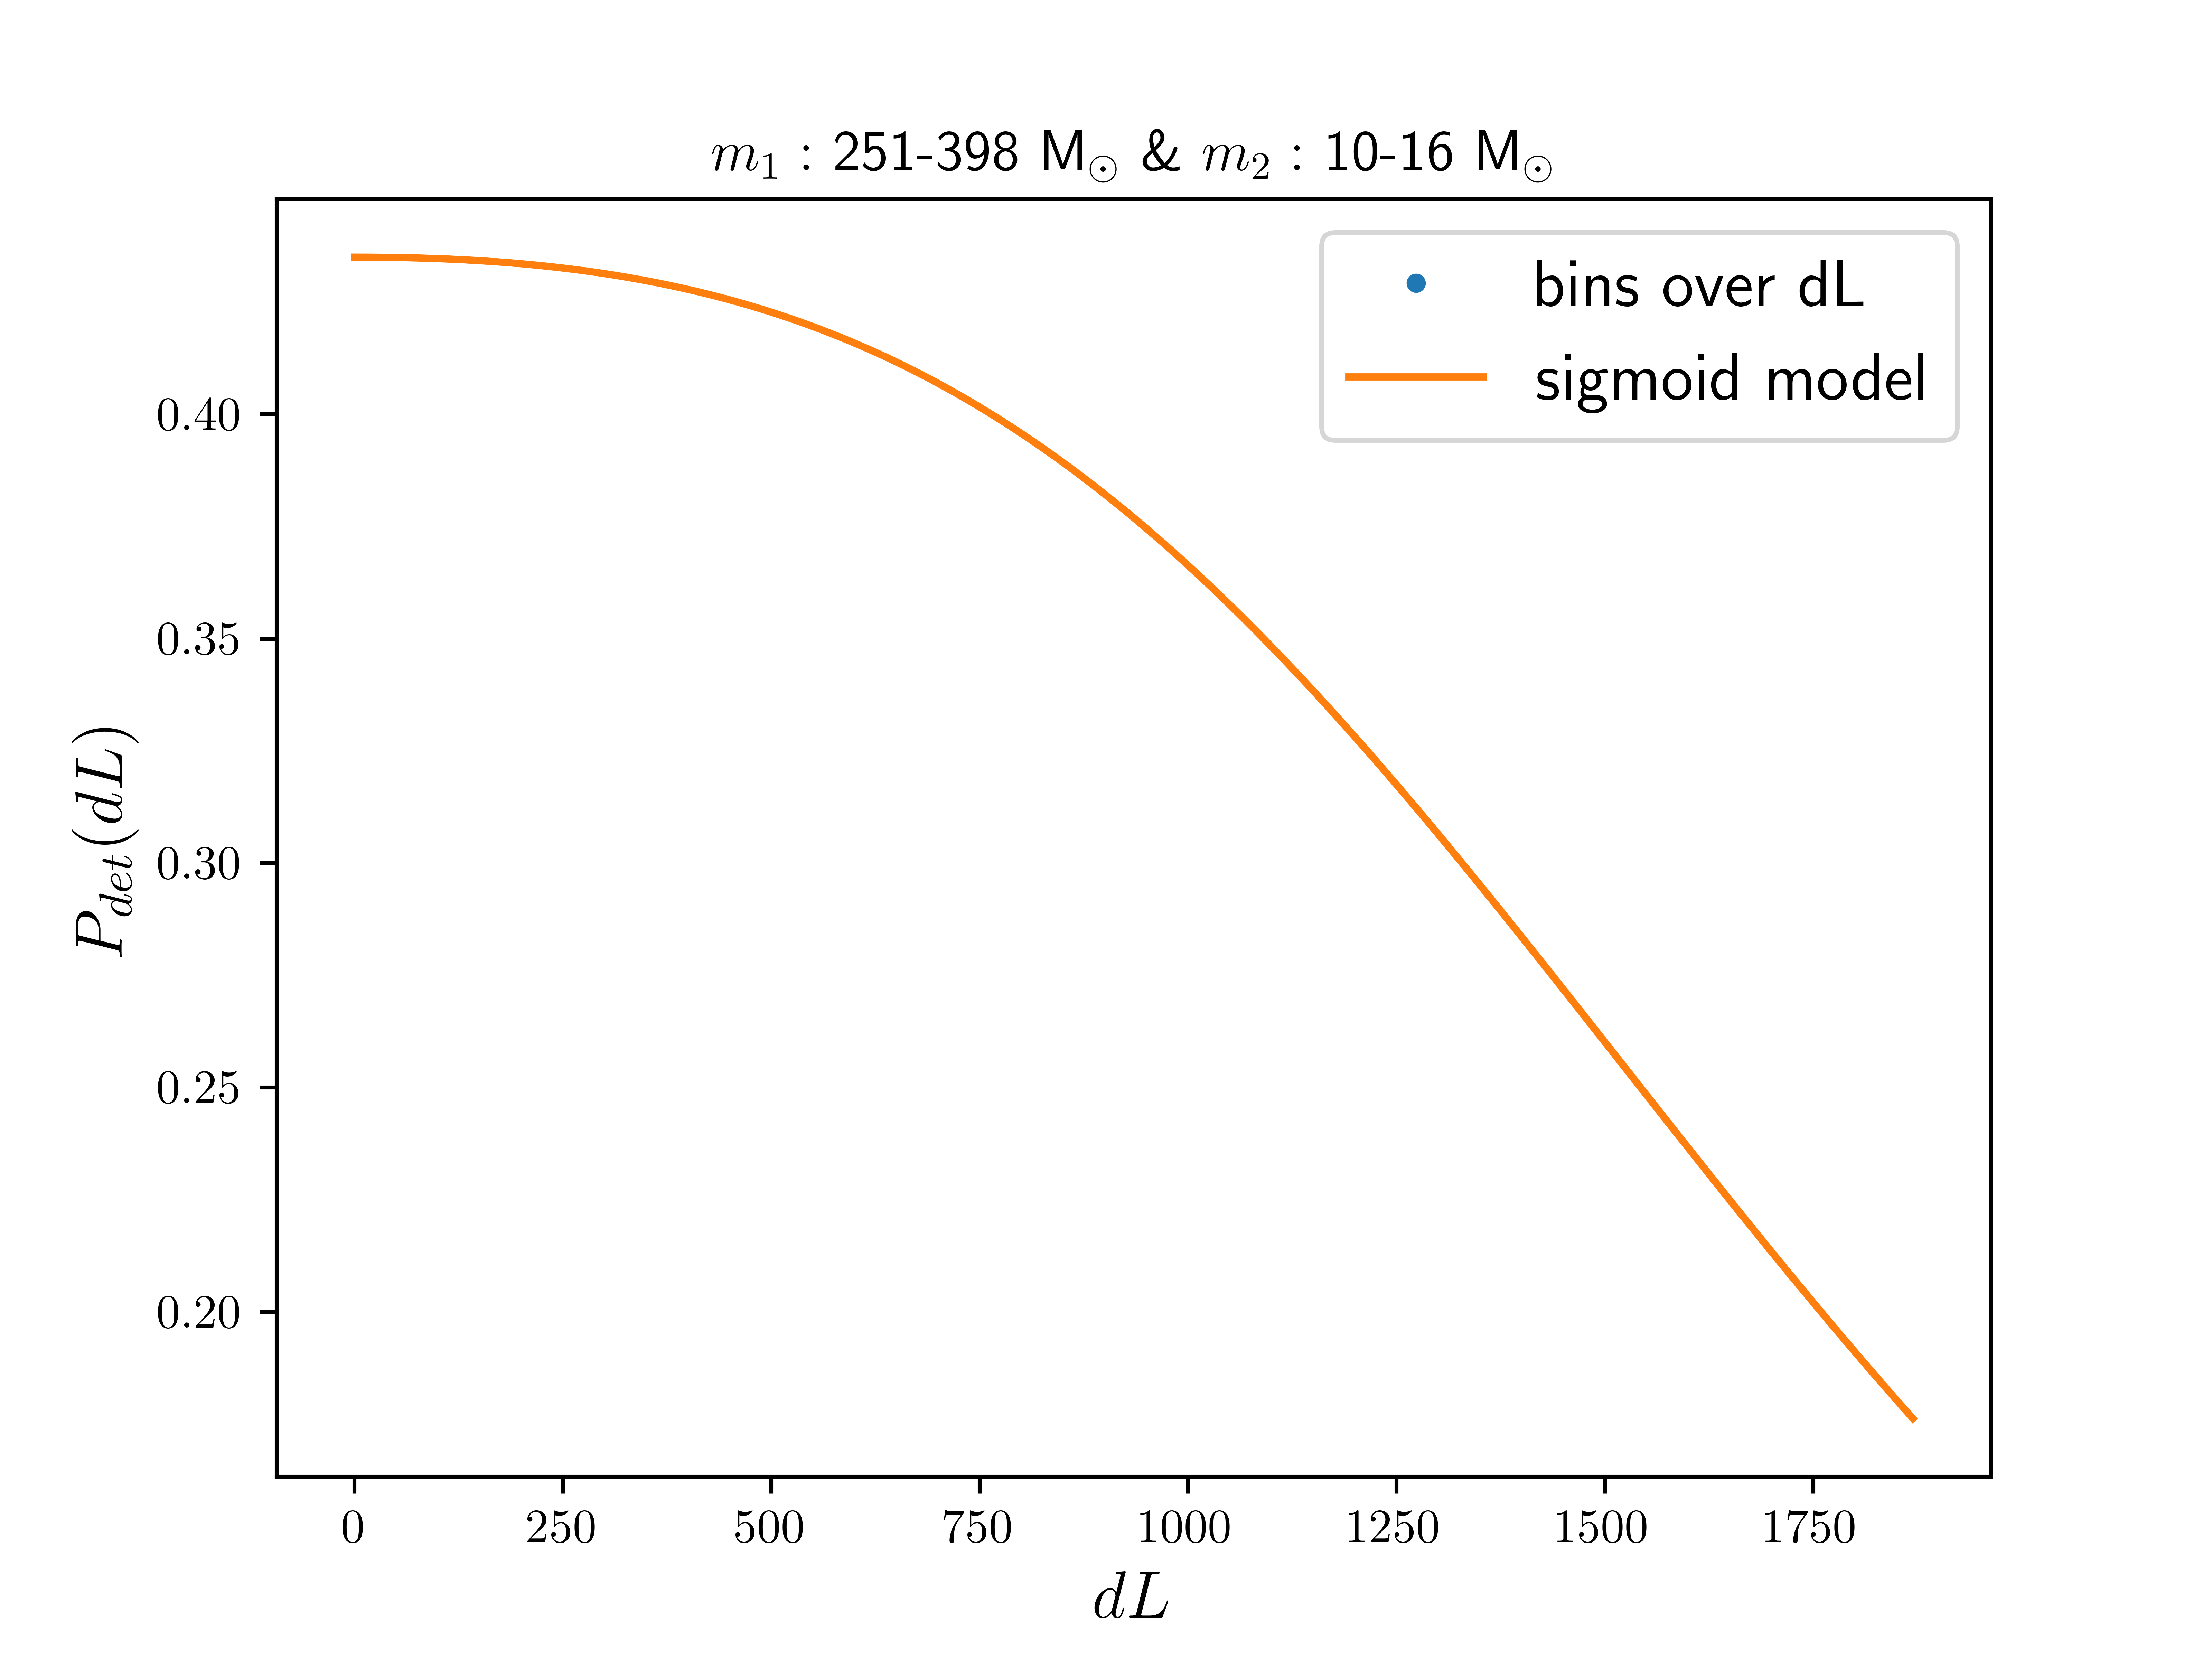 m₁ : 251-398 M⊙ & m₂ : 10-16 M⊙
bins over dL
sigmoid model
0.40
0.35
0.30
0.25
0.20
P_det(dL)
0 250 500 750 1000 1250 1500 1750
dL